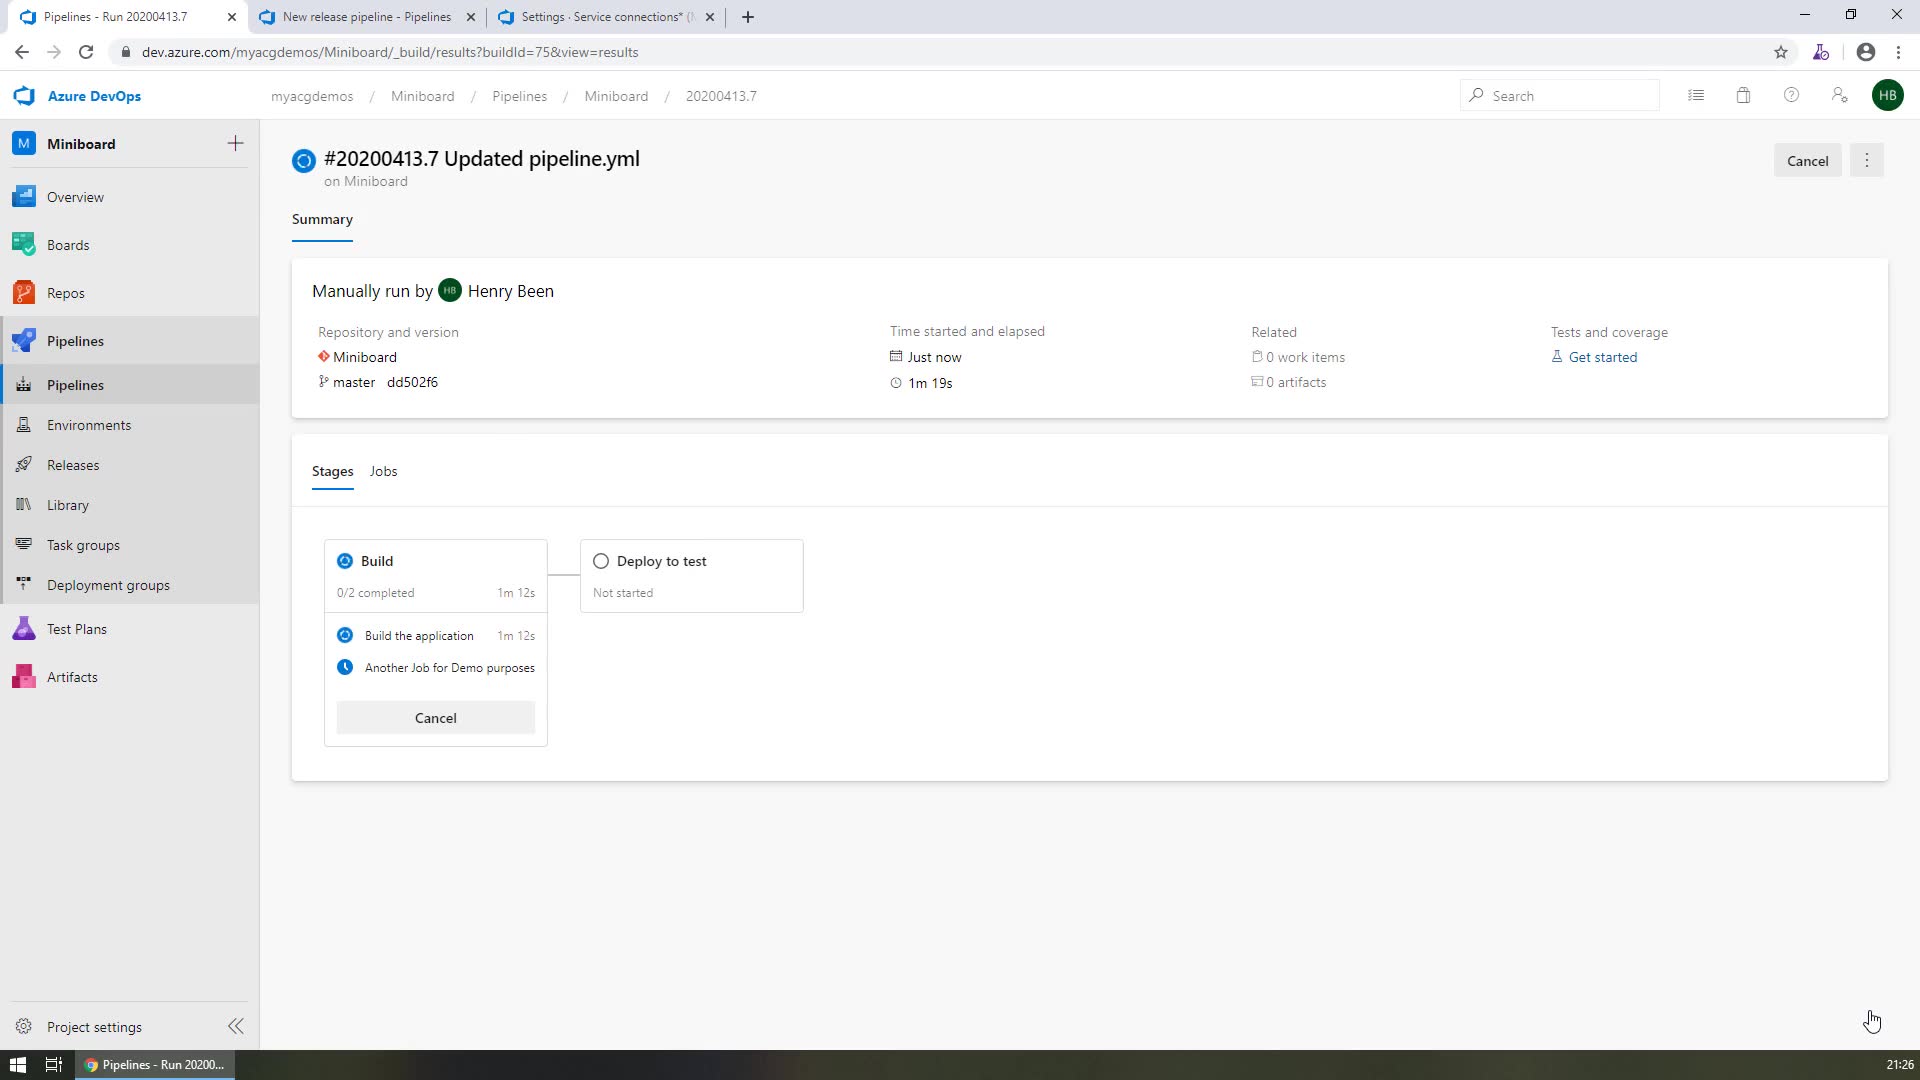 Pipelines - Run 20200413.7
New release pipeline - Pipelines
Settings · Service connections* (
dev.azure.com/myacgdemos/Miniboard/_build/results?buildId=75&view=results
Azure DevOps
myacgdemos / Miniboard / Pipelines / Miniboard / 20200413.7
Search
HB
M Miniboard
Overview
Boards
Repos
Pipelines
Pipelines
Environments
Releases
Library
Task groups
Deployment groups
Test Plans
Artifacts
Project settings
#20200413.7 Updated pipeline.yml
on Miniboard
Cancel
Summary
Manually run by HB Henry Been
Repository and version
Miniboard
master dd502f6
Time started and elapsed
Just now
1m 19s
Related
0 work items
0 artifacts
Tests and coverage
Get started
Stages Jobs
Build
0/2 completed 1m 12s
Build the application 1m 12s
Another Job for Demo purposes
Cancel
Deploy to test
Not started
Pipelines - Run 20200...
21:26